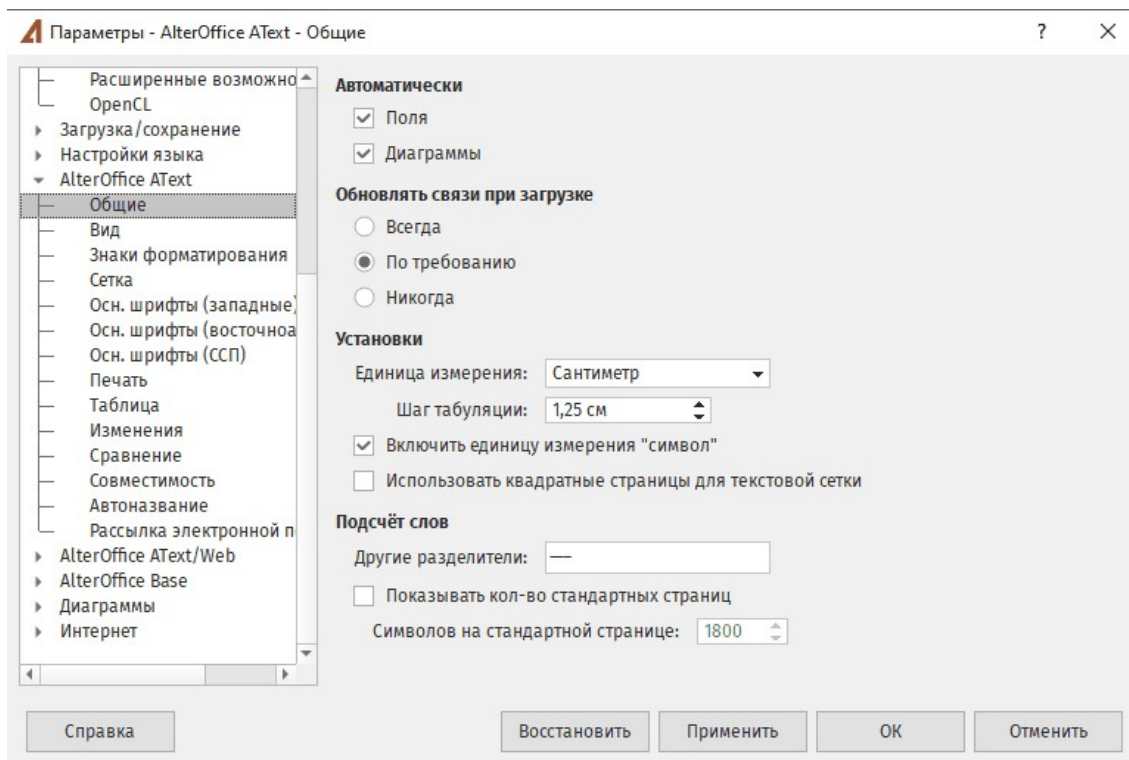 Параметры - AlterOffice AText - Общие
?
Расширенные возможно
OpenCL
Загрузка/сохранение
Настройки языка
AlterOffice AText
Общие
Вид
Знаки форматирования
Сетка
Осн. шрифты (западные)
Осн. шрифты (восточноа
Осн. шрифты (ССП)
Печать
Таблица
Изменения
Сравнение
Совместимость
Автоназвание
Рассылка электронной п
AlterOffice AText/Web
AlterOffice Base
Диаграммы
Интернет
Автоматически
Поля
Диаграммы
Обновлять связи при загрузке
Всегда
По требованию
Никогда
Установки
Единица измерения: Сантиметр
Шаг табуляции: 1,25 см
Включить единицу измерения "символ"
Использовать квадратные страницы для текстовой сетки
Подсчёт слов
Другие разделители: —
Показывать кол-во стандартных страниц
Символов на стандартной странице: 1800
Справка Восстановить Применить ОК Отменить